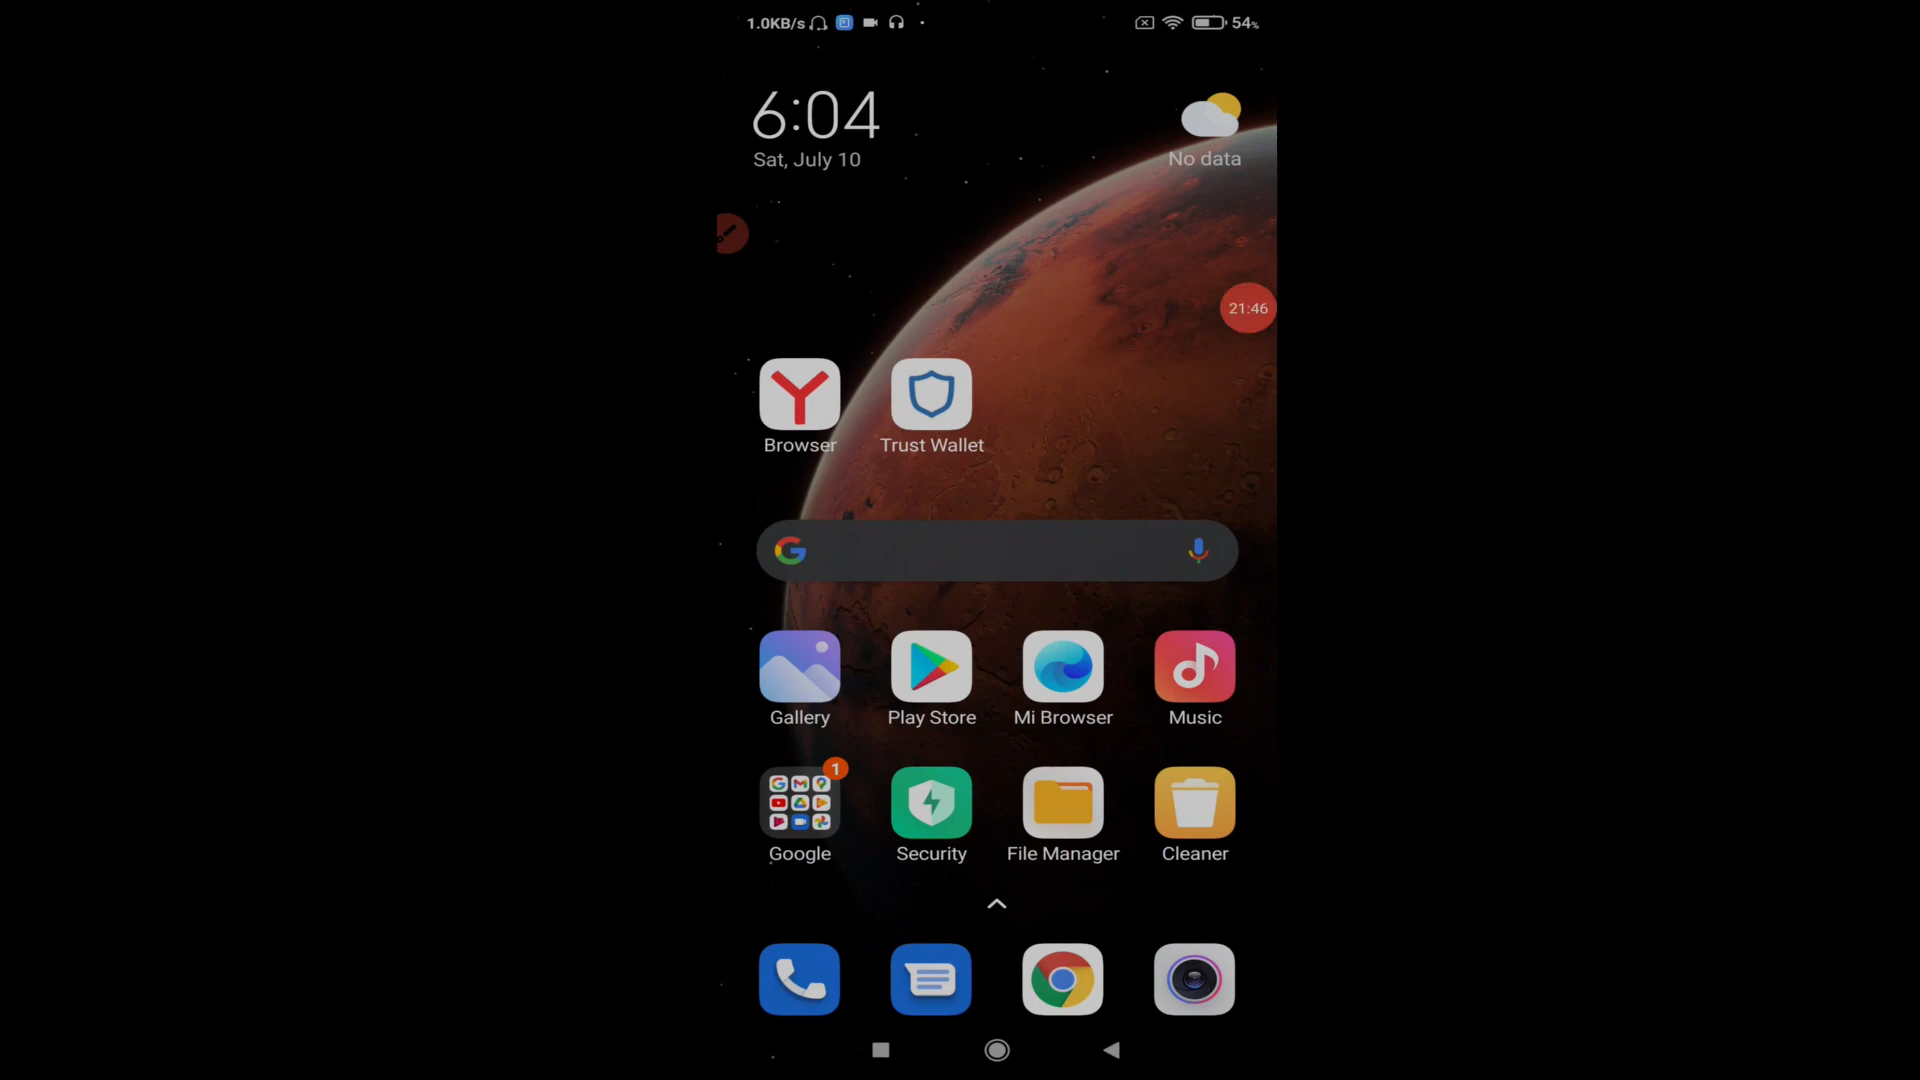 1.0KB/s 54%
6:04
Sat, July 10
No data
21:46
Browser Trust Wallet
Gallery Play Store Mi Browser Music
1
Google Security File Manager Cleaner